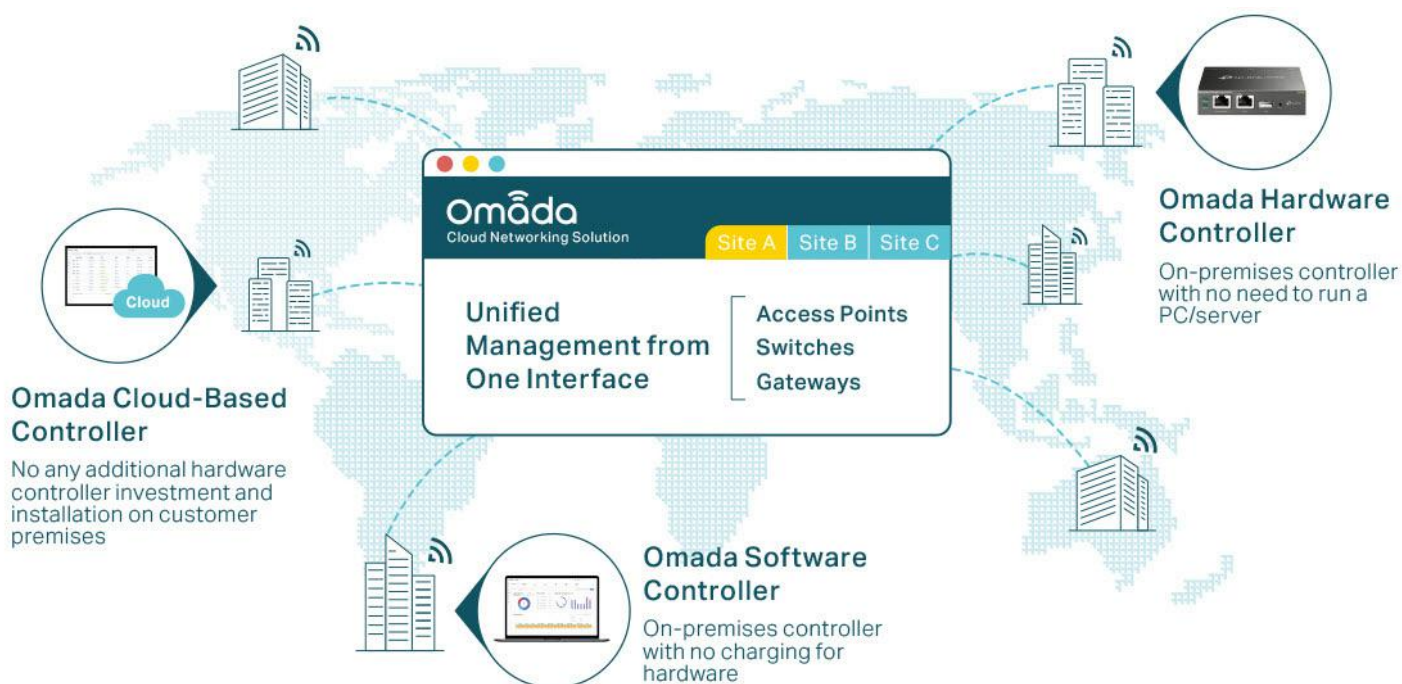 Omada
Cloud Networking Solution
Site A
Site B
Site C
Unified
Management from
One Interface
Access Points
Switches
Gateways
Omada Hardware
Controller
On-premises controller
with no need to run a
PC/server
Cloud
Omada Cloud-Based
Controller
No any additional hardware
controller investment and
installation on customer
premises
Omada Software
Controller
On-premises controller
with no charging for
hardware